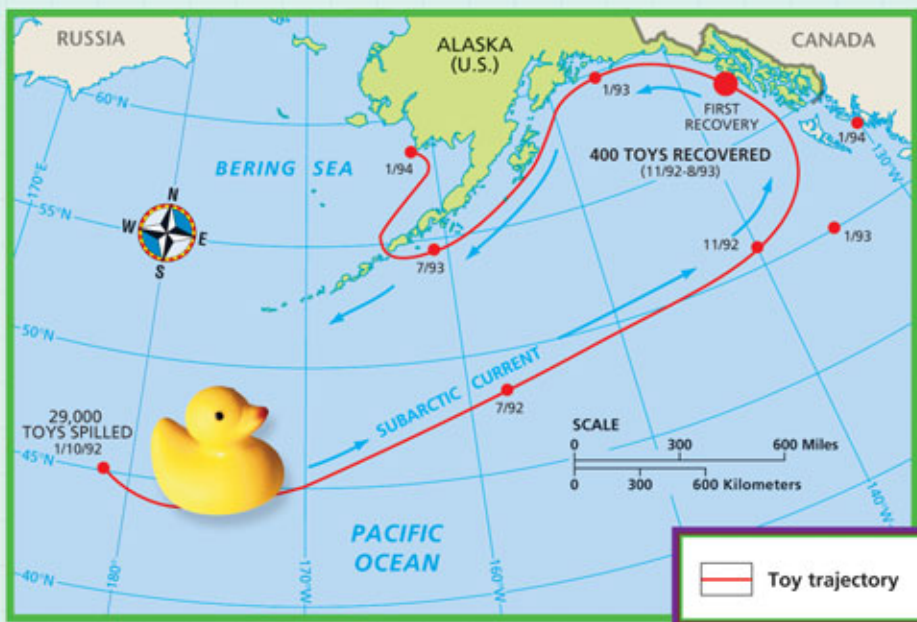 RUSSIA
ALASKA
(U.S.)
CANADA
60°N
170°E
55°N
BERING SEA
1/94
1/93
FIRST
RECOVERY
400 TOYS RECOVERED
(11/92-8/93)
1/94
130°W
N
W
E
S
7/93
11/92
1/93
50°N
SUBARCTIC CURRENT
7/92
29,000
TOYS SPILLED
1/10/92
45°N
SCALE
0 300 600 Miles
0 300 600 Kilometers
140°W
PACIFIC
OCEAN
40°N
180°
170°W
160°W
Toy trajectory